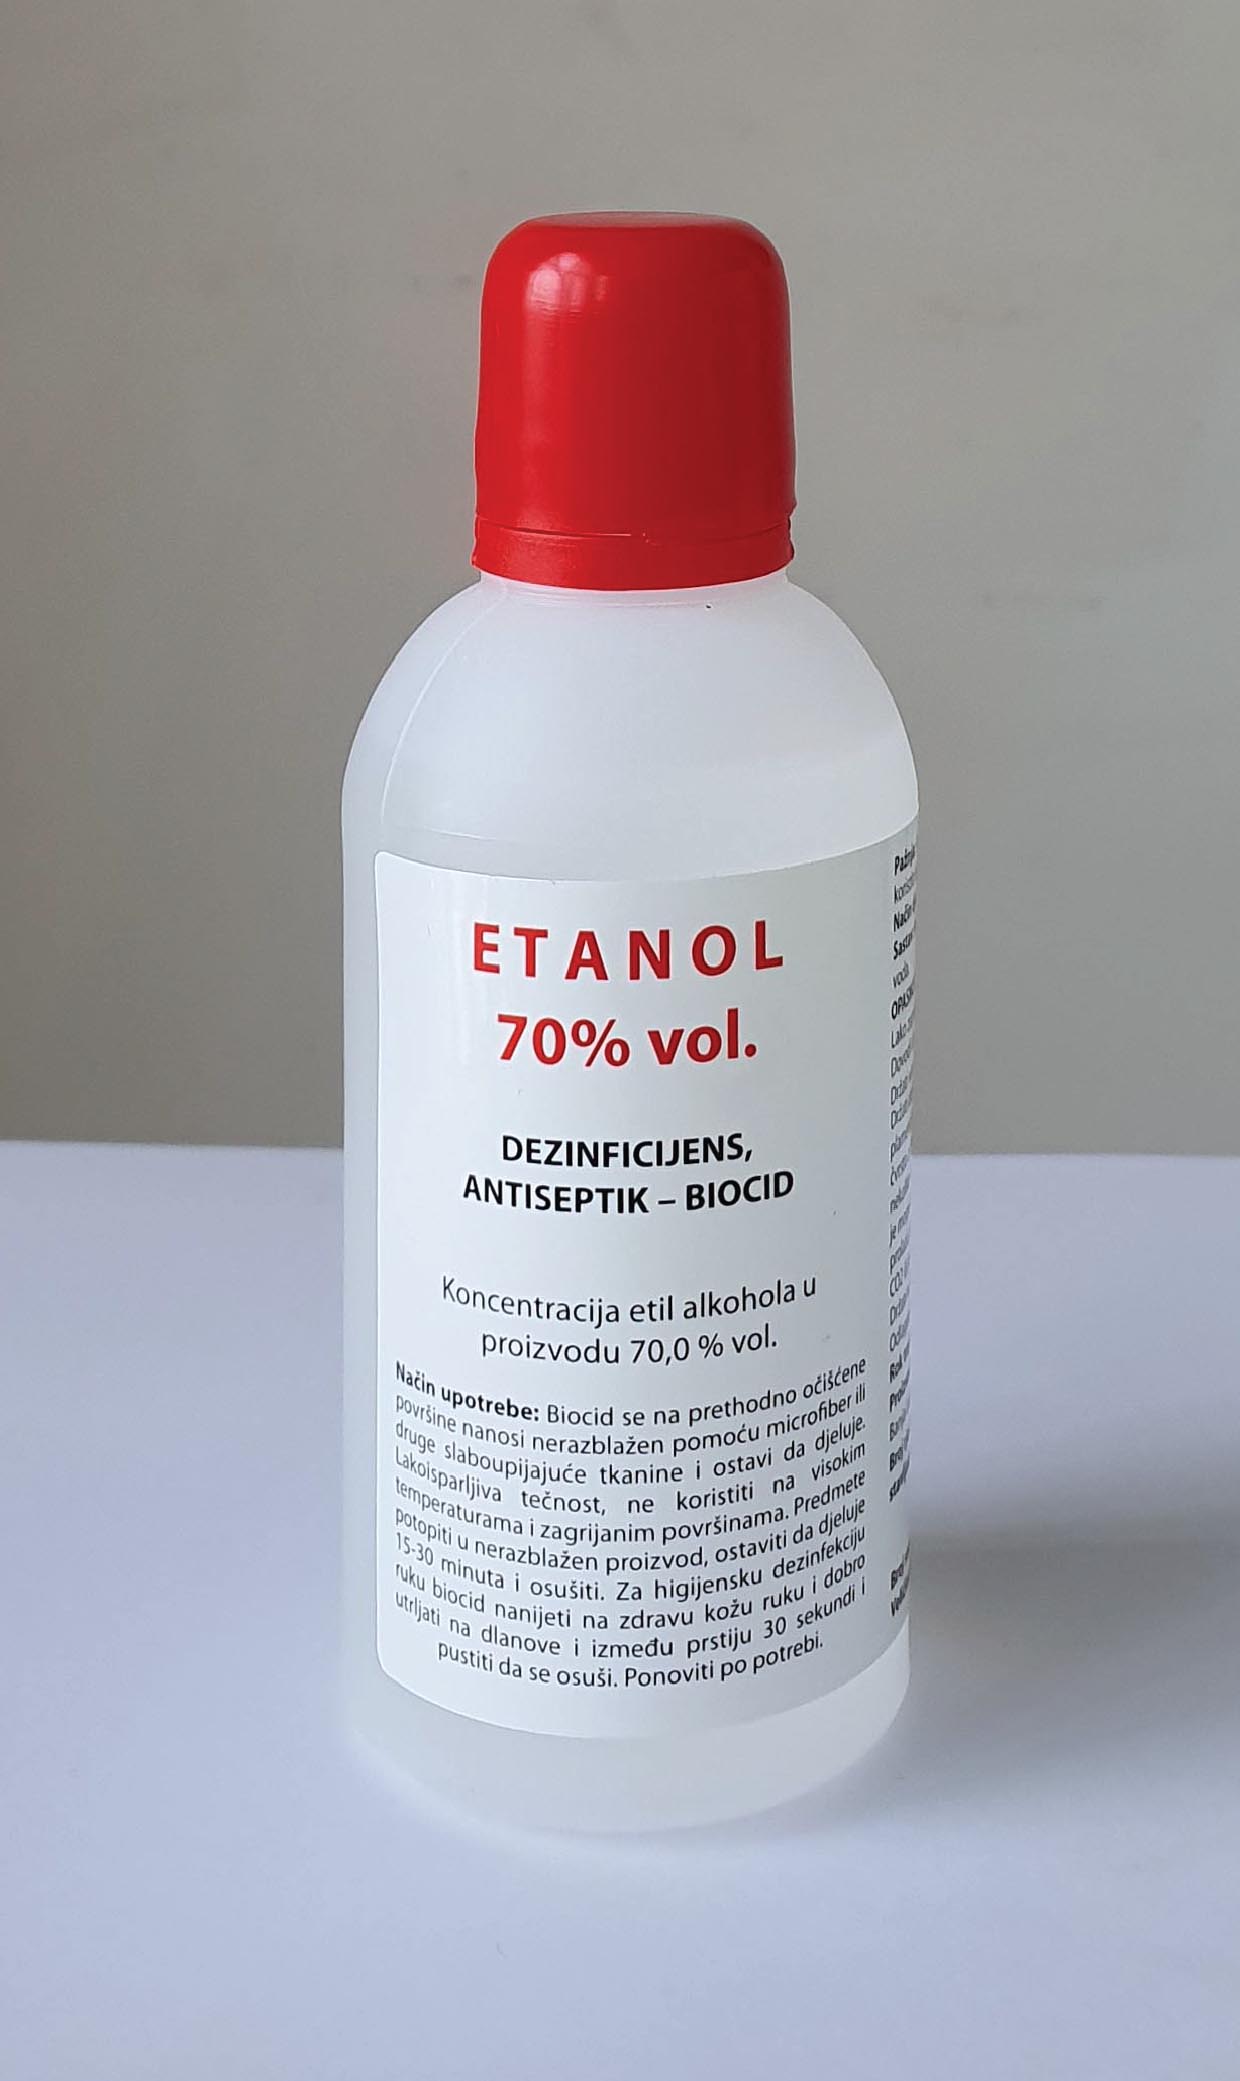 ETANOL
70% vol.
DEZINFICIJENS,
ANTISEPTIK – BIOCID
Koncentracija etil alkohola u
proizvodu 70,0 % vol.
Način upotrebe: Biocid se na prethodno očišćene
površine nanosi nerazblažen pomoću microfiber ili
druge slaboupijajuće tkanine i ostavi da djeluje.
Lakoisparljiva tečnost, ne koristiti na visokim
temperaturama i zagrijanim površinama. Predmete
potopiti u nerazblažen proizvod, ostaviti da djeluje
15-30 minuta i osušiti. Za higijensku dezinfekciju
ruku biocid nanijeti na zdravu kožu ruku i dobro
utrljati na dlanove i između prstiju 30 sekundi i
pustiti da se osuši. Ponoviti po potrebi.
Način
voda
CO2